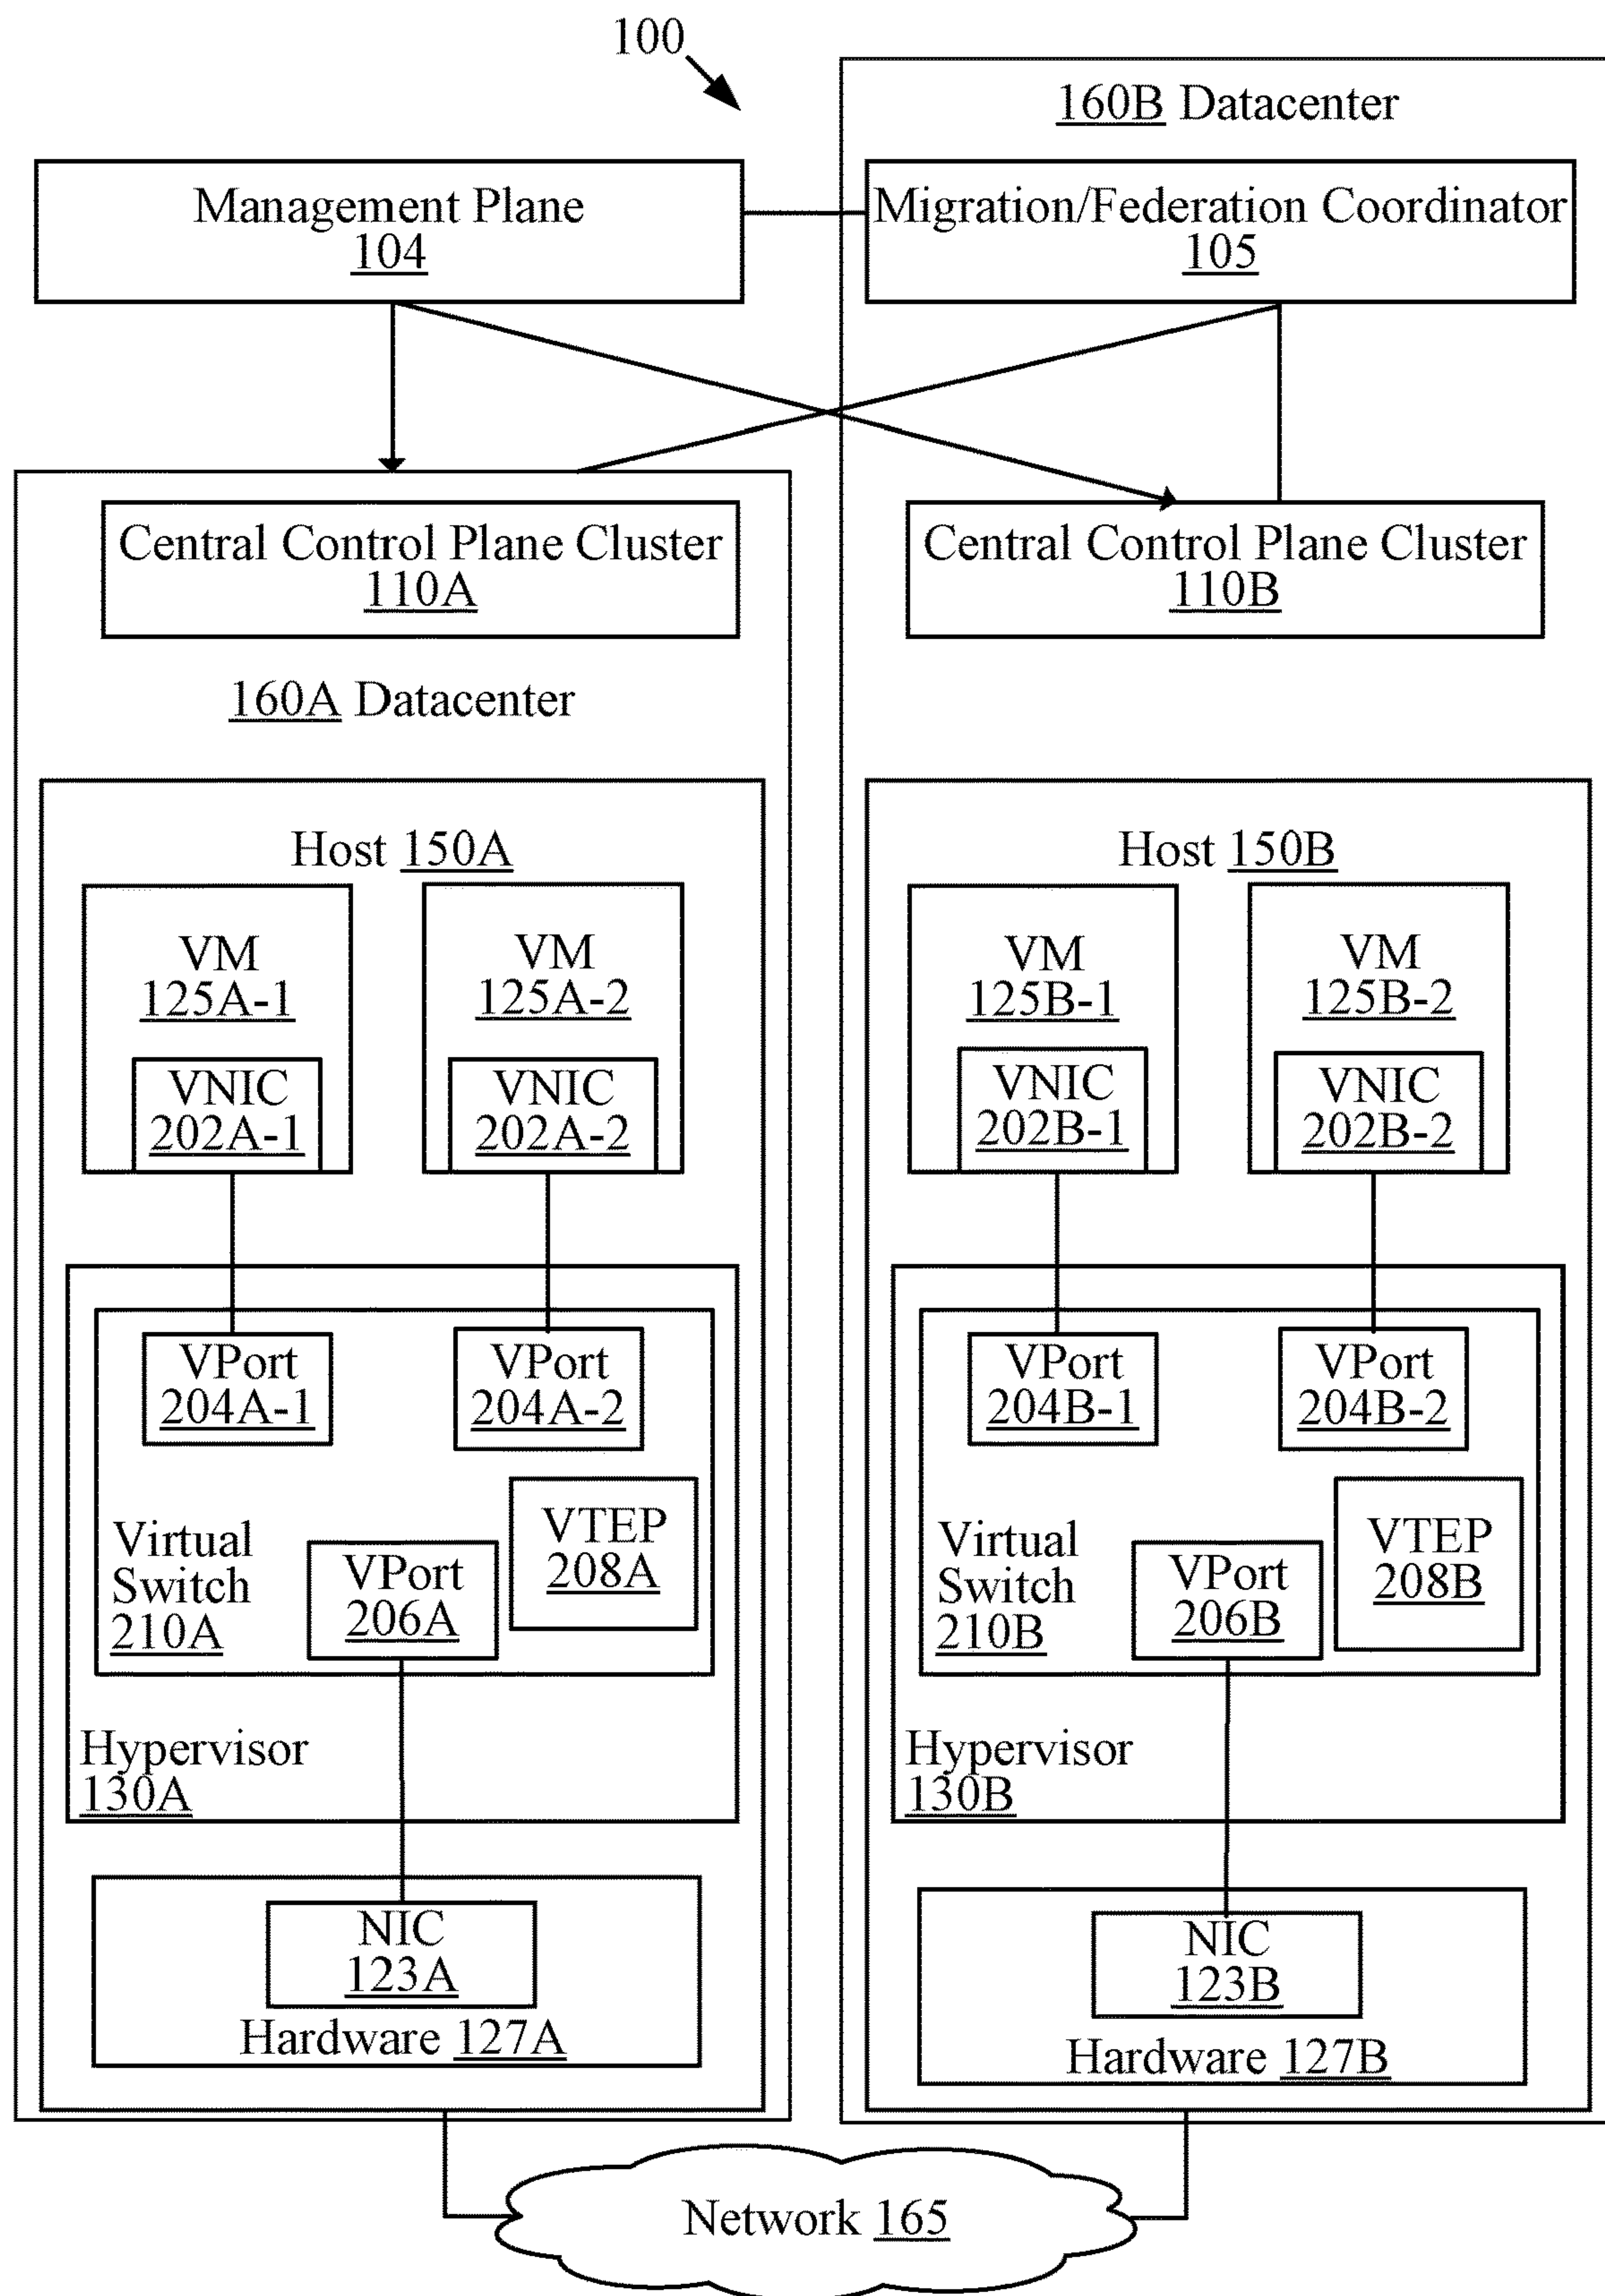 100
160B Datacenter
Management Plane
104
Migration/Federation Coordinator
105
Central Control Plane Cluster
110A
Central Control Plane Cluster
110B
160A Datacenter
Host 150A
VM
125A-1
VNIC
202A-1
VM
125A-2
VNIC
202A-2
VPort
204A-1
VPort
204A-2
VTEP
208A
Virtual
Switch
210A
VPort
206A
Hypervisor
130A
NIC
123A
Hardware 127A
Host 150B
VM
125B-1
VNIC
202B-1
VM
125B-2
VNIC
202B-2
VPort
204B-1
VPort
204B-2
VTEP
208B
Virtual
Switch
210B
VPort
206B
Hypervisor
130B
NIC
123B
Hardware 127B
Network 165